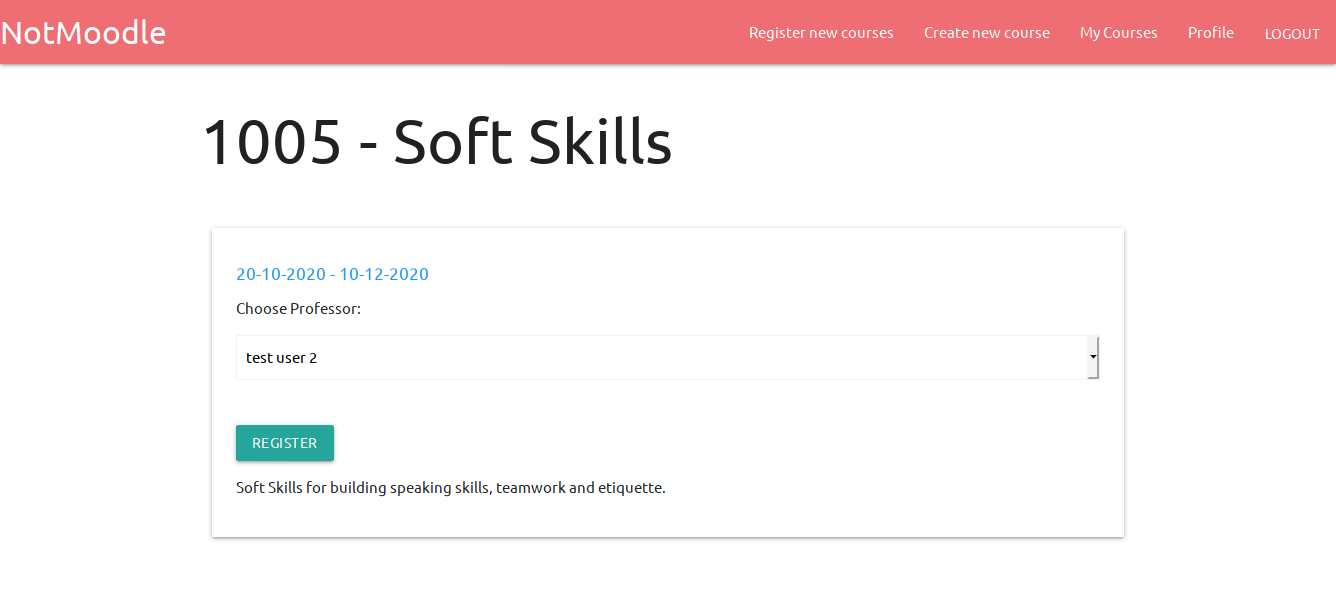 NotMoodle
Register new courses
Create new course
My Courses
Profile
LOGOUT
1005 - Soft Skills
20-10-2020 - 10-12-2020
Choose Professor:
test user 2
REGISTER
Soft Skills for building speaking skills, teamwork and etiquette.